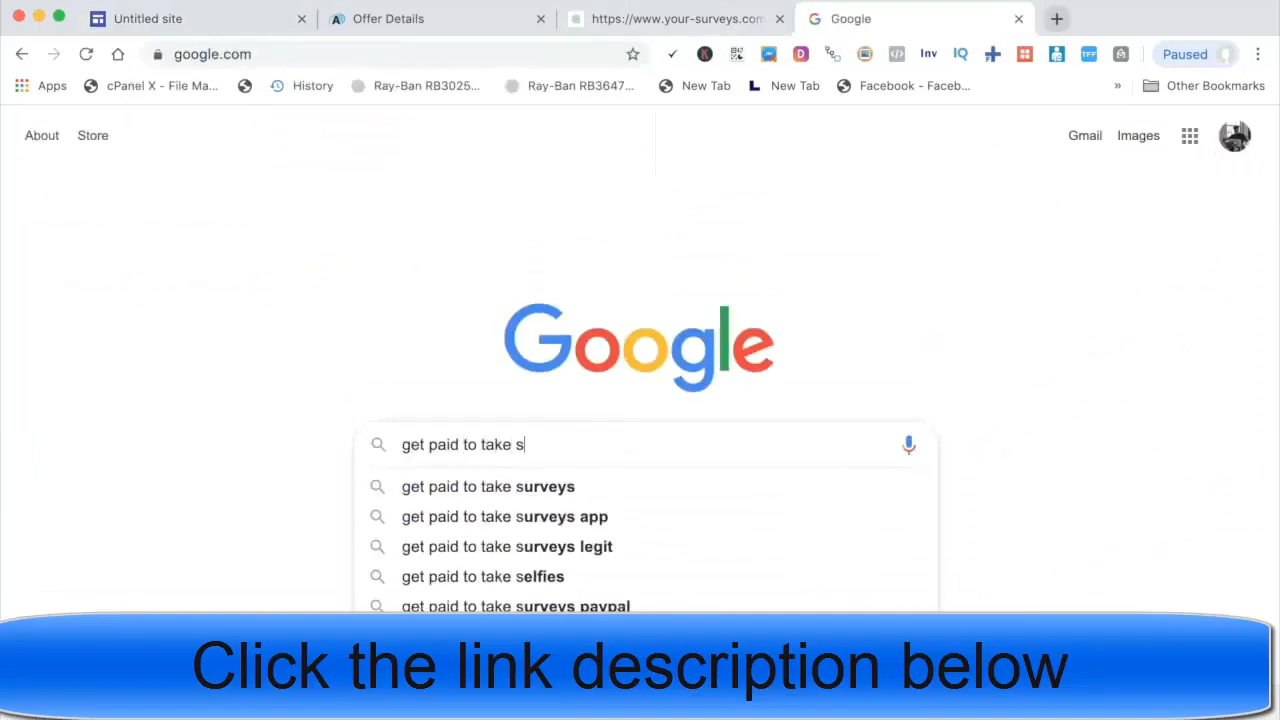 Untitled site
Offer Details
https://www.your-surveys.com
Google
google.com
Inv
IQ
TFF
Paused
Apps
cPanel X - File Ma...
History
Ray-Ban RB3025...
Ray-Ban RB3647...
New Tab
New Tab
Facebook - Faceb...
»
Other Bookmarks
About
Store
Gmail
Images
Google
get paid to take s
get paid to take surveys
get paid to take surveys app
get paid to take surveys legit
get paid to take selfies
get paid to take surveys paypal
Click the link description below